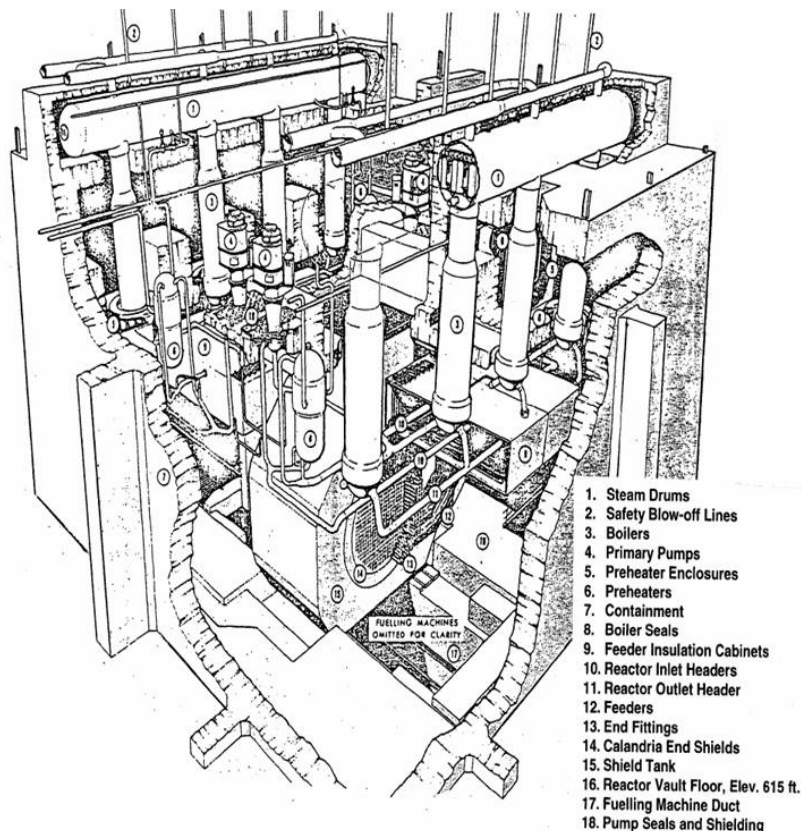 FUELLING MACHINES
OMITTED FOR CLARITY
1. Steam Drums
2. Safety Blow-off Lines
3. Boilers
4. Primary Pumps
5. Preheater Enclosures
6. Preheaters
7. Containment
8. Boiler Seals
9. Feeder Insulation Cabinets
10. Reactor Inlet Headers
11. Reactor Outlet Header
12. Feeders
13. End Fittings
14. Calandria End Shields
15. Shield Tank
16. Reactor Vault Floor, Elev. 615 ft.
17. Fuelling Machine Duct
18. Pump Seals and Shielding